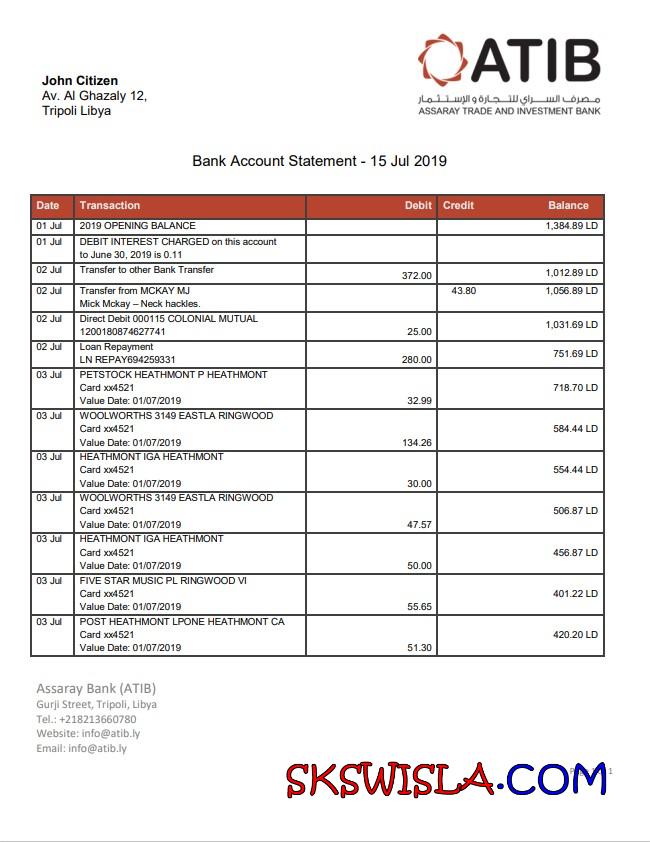 ATIB
مصرف السراي للتجارة و الإستثمار
ASSARAY TRADE AND INVESTMENT BANK
John Citizen
Av. Al Ghazaly 12,
Tripoli Libya
Bank Account Statement - 15 Jul 2019
Date Transaction Debit Credit Balance
01 Jul 2019 OPENING BALANCE 1,384.89 LD
01 Jul DEBIT INTEREST CHARGED on this account
to June 30, 2019 is 0.11
02 Jul Transfer to other Bank Transfer 372.00 1,012.89 LD
02 Jul Transfer from MCKAY MJ 43.80 1,056.89 LD
Mick Mckay – Neck hackles.
02 Jul Direct Debit 000115 COLONIAL MUTUAL
1200180874627741 25.00 1,031.69 LD
02 Jul Loan Repayment
LN REPAY694259331 280.00 751.69 LD
03 Jul PETSTOCK HEATHMONT P HEATHMONT
Card xx4521 718.70 LD
Value Date: 01/07/2019 32.99
03 Jul WOOLWORTHS 3149 EASTLA RINGWOOD
Card xx4521 584.44 LD
Value Date: 01/07/2019 134.26
03 Jul HEATHMONT IGA HEATHMONT
Card xx4521 554.44 LD
Value Date: 01/07/2019 30.00
03 Jul WOOLWORTHS 3149 EASTLA RINGWOOD
Card xx4521 506.87 LD
Value Date: 01/07/2019 47.57
03 Jul HEATHMONT IGA HEATHMONT
Card xx4521 456.87 LD
Value Date: 01/07/2019 50.00
03 Jul FIVE STAR MUSIC PL RINGWOOD VI
Card xx4521 401.22 LD
Value Date: 01/07/2019 55.65
03 Jul POST HEATHMONT LPONE HEATHMONT CA
Card xx4521 420.20 LD
Value Date: 01/07/2019 51.30
Assaray Bank (ATIB)
Gurji Street, Tripoli, Libya
Tel.: +218213660780
Website: info@atib.ly
Email: info@atib.ly
SKSWISLA.COM